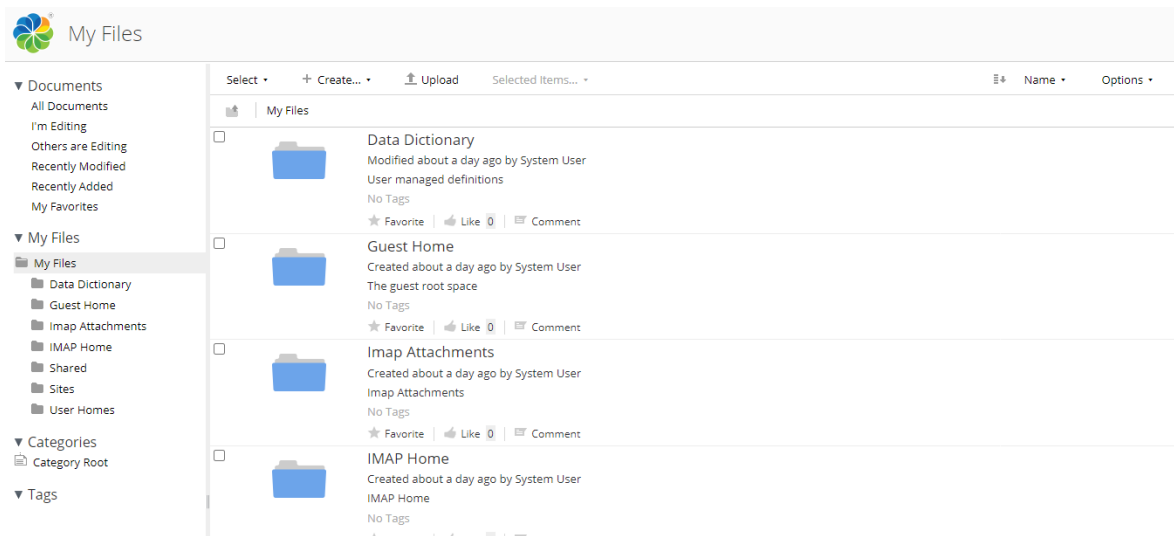 My Files
Documents
All Documents
I'm Editing
Others are Editing
Recently Modified
Recently Added
My Favorites
My Files
My Files
Data Dictionary
Guest Home
Imap Attachments
IMAP Home
Shared
Sites
User Homes
Categories
Category Root
Tags
Select Create... Upload Selected Items... Name Options
My Files
Data Dictionary
Modified about a day ago by System User
User managed definitions
No Tags
Favorite Like 0 Comment
Guest Home
Created about a day ago by System User
The guest root space
No Tags
Favorite Like 0 Comment
Imap Attachments
Created about a day ago by System User
Imap Attachments
No Tags
Favorite Like 0 Comment
IMAP Home
Created about a day ago by System User
IMAP Home
No Tags